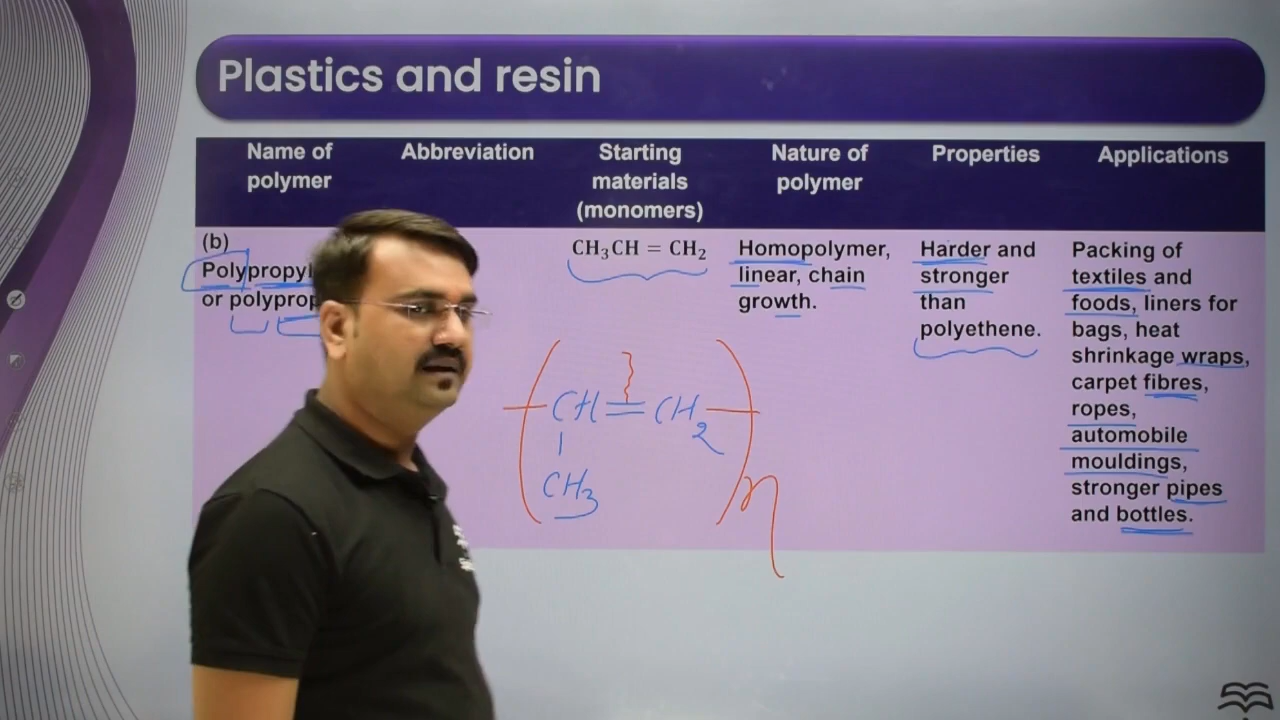 Plastics and resin
Name of
polymer
Abbreviation
Starting
materials
(monomers)
Nature of
polymer
Properties
Applications
(b)
or
CH₃CH = CH₂
Homopolymer,
linear, chain
growth.
Harder and
stronger
than
polyethene.
Packing of
textiles and
foods, liners for
bags, heat
shrinkage wraps,
carpet fibres,
ropes,
automobile
mouldings,
stronger pipes
and bottles.
CH = CH₂
CH₃
n